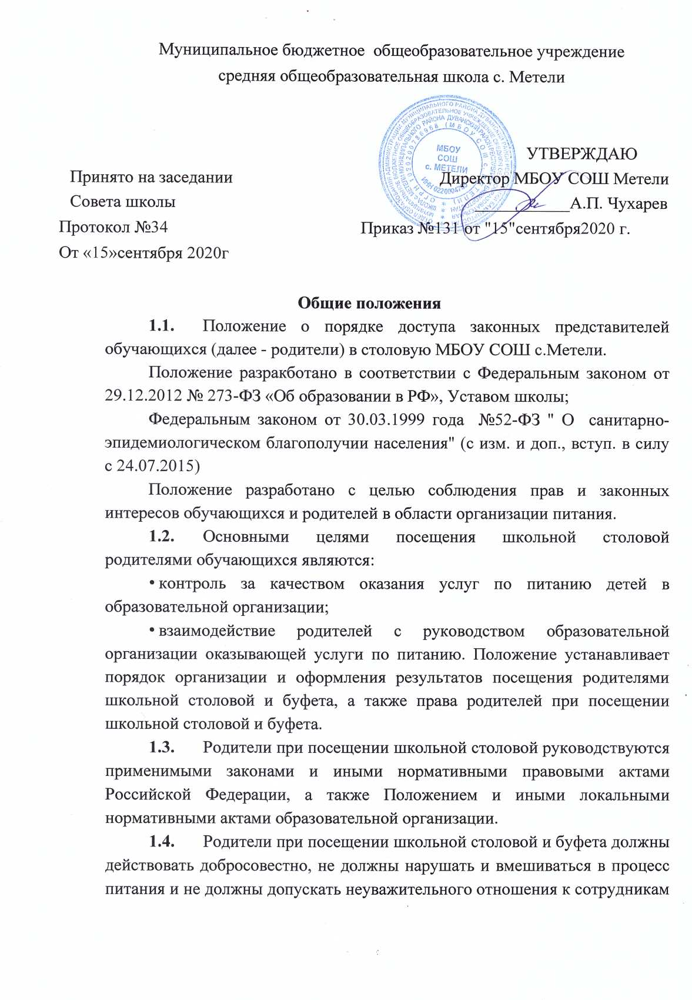 Муниципальное бюджетное  общеобразовательное учреждение
средняя общеобразовательная школа с. Метели
МБОУ
СОШ
с. МЕТЕЛИ
УТВЕРЖДАЮ
Принято на заседании Директор МБОУ СОШ Метели
Совета школы ___________А.П. Чухарев
Протокол №34 Приказ №131 от "15"сентября2020 г.
От «15»сентября 2020г
Общие положения
1.1. Положение о порядке доступа законных представителей
обучающихся (далее - родители) в столовую МБОУ СОШ с.Метели.
Положение разракботано в соответствии с Федеральным законом от
29.12.2012 № 273-ФЗ «Об образовании в РФ», Уставом школы;
Федеральным законом от 30.03.1999 года  №52-ФЗ " О  санитарно-
эпидемиологическом благополучии населения" (с изм. и доп., вступ. в силу
с 24.07.2015)
Положение разработано с целью соблюдения прав и законных
интересов обучающихся и родителей в области организации питания.
1.2. Основными целями посещения школьной столовой
родителями обучающихся являются:
• контроль за качеством оказания услуг по питанию детей в
образовательной организации;
• взаимодействие родителей с руководством образовательной
организации оказывающей услуги по питанию. Положение устанавливает
порядок организации и оформления результатов посещения родителями
школьной столовой и буфета, а также права родителей при посещении
школьной столовой и буфета.
1.3. Родители при посещении школьной столовой руководствуются
применимыми законами и иными нормативными правовыми актами
Российской Федерации, а также Положением и иными локальными
нормативными актами образовательной организации.
1.4. Родители при посещении школьной столовой и буфета должны
действовать добросовестно, не должны нарушать и вмешиваться в процесс
питания и не должны допускать неуважительного отношения к сотрудникам